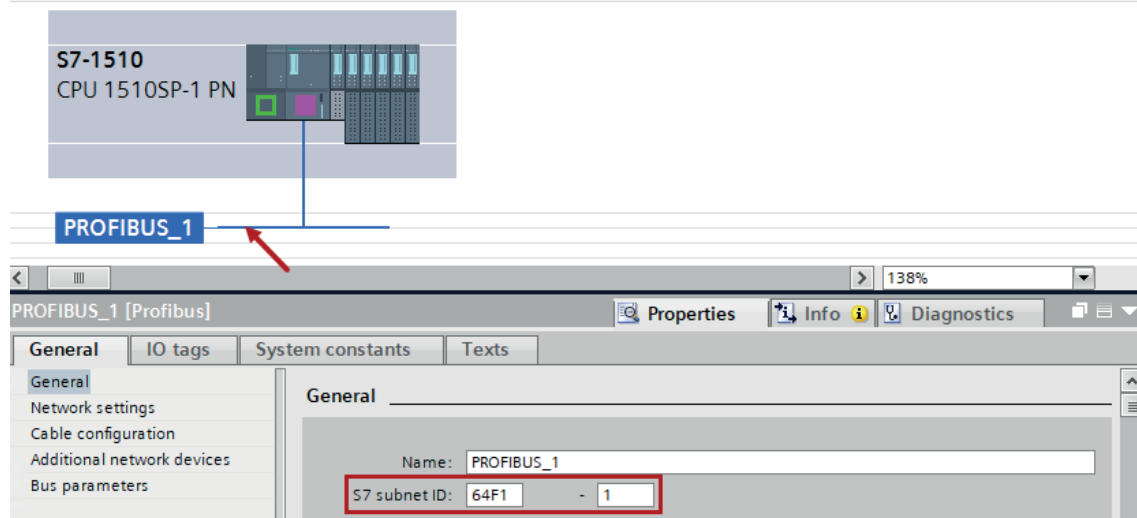 S7-1510
CPU 1510SP-1 PN
PROFIBUS_1
138%
PROFIBUS_1 [Profibus]
Properties
Info
Diagnostics
General
IO tags
System constants
Texts
General
Network settings
Cable configuration
Additional network devices
Bus parameters
General
Name: PROFIBUS_1
S7 subnet ID: 64F1 - 1